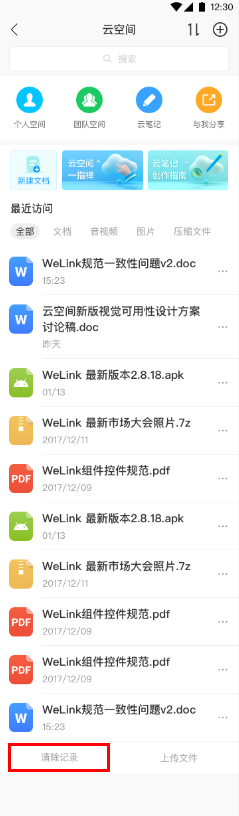 12:30
云空间
搜索
个人空间 团队空间 云笔记 与我分享
新建文档
云空间
一指禅
云笔记
创作指南
最近访问
全部 文档 音视频 图片 压缩文件
W
WeLink规范一致性问题v2.doc
15:23
W
云空间新版视觉可用性设计方案
讨论稿.doc
昨天
WeLink 最新版本2.8.18.apk
01/13
WeLink 最新市场大会照片.7z
2017/12/11
PDF
WeLink组件控件规范.pdf
2017/12/09
WeLink 最新版本2.8.18.apk
01/13
WeLink 最新市场大会照片.7z
2017/12/11
PDF
WeLink组件控件规范.pdf
2017/12/09
PDF
WeLink组件控件规范.pdf
2017/12/09
W
WeLink规范一致性问题v2.doc
15:23
清除记录 上传文件